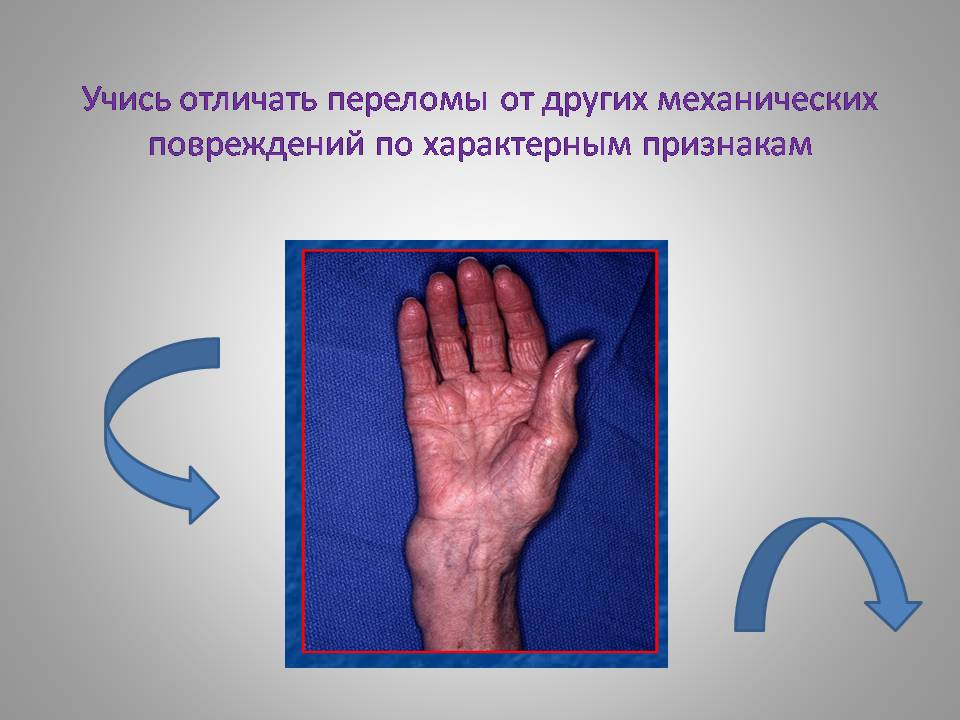 Учись отличать переломы от других механических
повреждений по характерным признакам